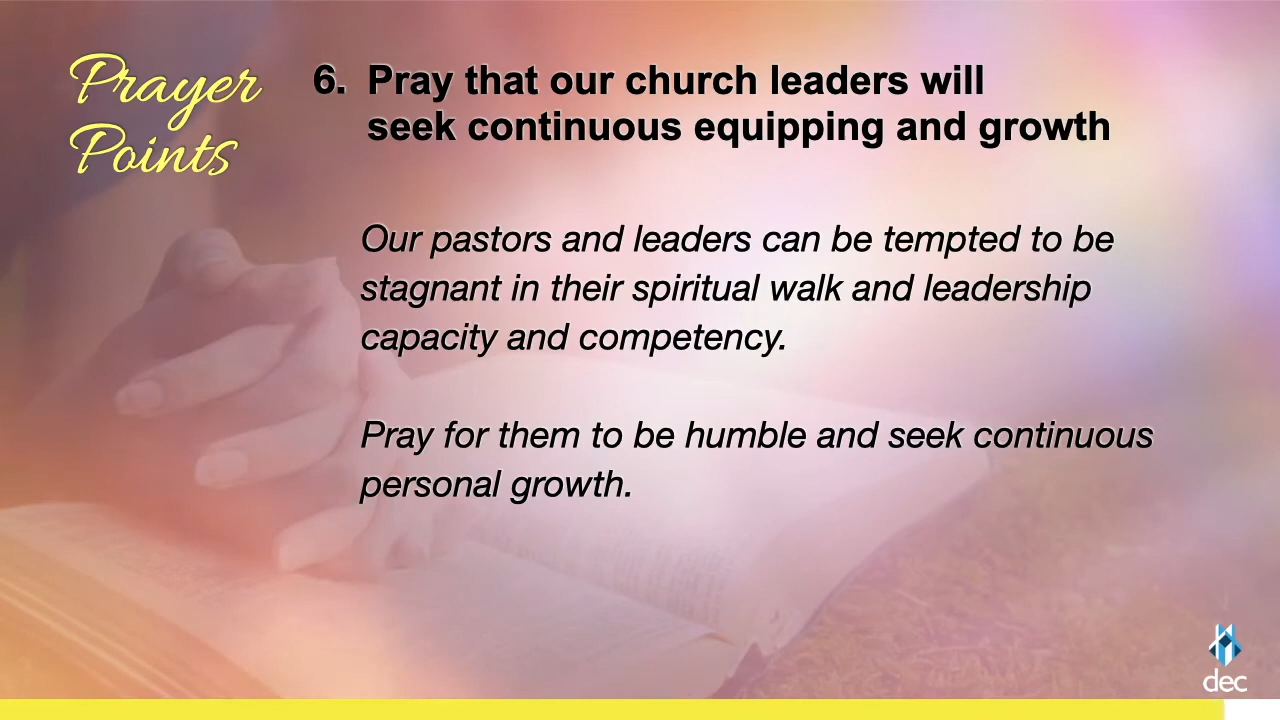 Prayer
Points
6. Pray that our church leaders will
seek continuous equipping and growth
Our pastors and leaders can be tempted to be
stagnant in their spiritual walk and leadership
capacity and competency.
Pray for them to be humble and seek continuous
personal growth.
dec